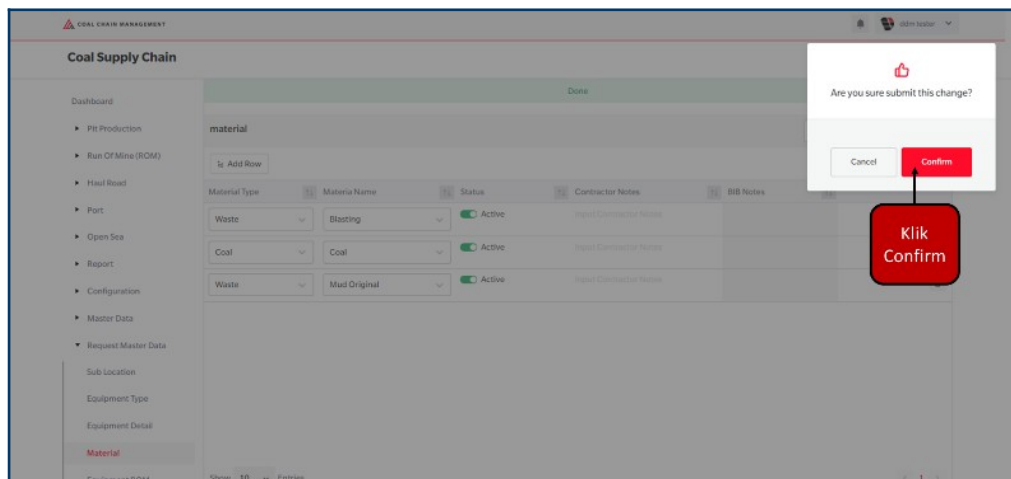 COAL CHAIN MANAGEMENT
ddm tester
Coal Supply Chain
Are you sure submit this change?
Cancel
Confirm
Klik
Confirm
Done
Dashboard
Pit Production
Run Of Mine (ROM)
Haul Road
Port
Open Sea
Report
Configuration
Master Data
Request Master Data
Sub Location
Equipment Type
Equipment Detail
Material
material
Add Row
Material Type Materia Name Status Contractor Notes BIB Notes
Waste Blasting Active Input Contractor Notes
Coal Coal Active Input Contractor Notes
Waste Mud Original Active Input Contractor Notes
Show 10 Entries
1